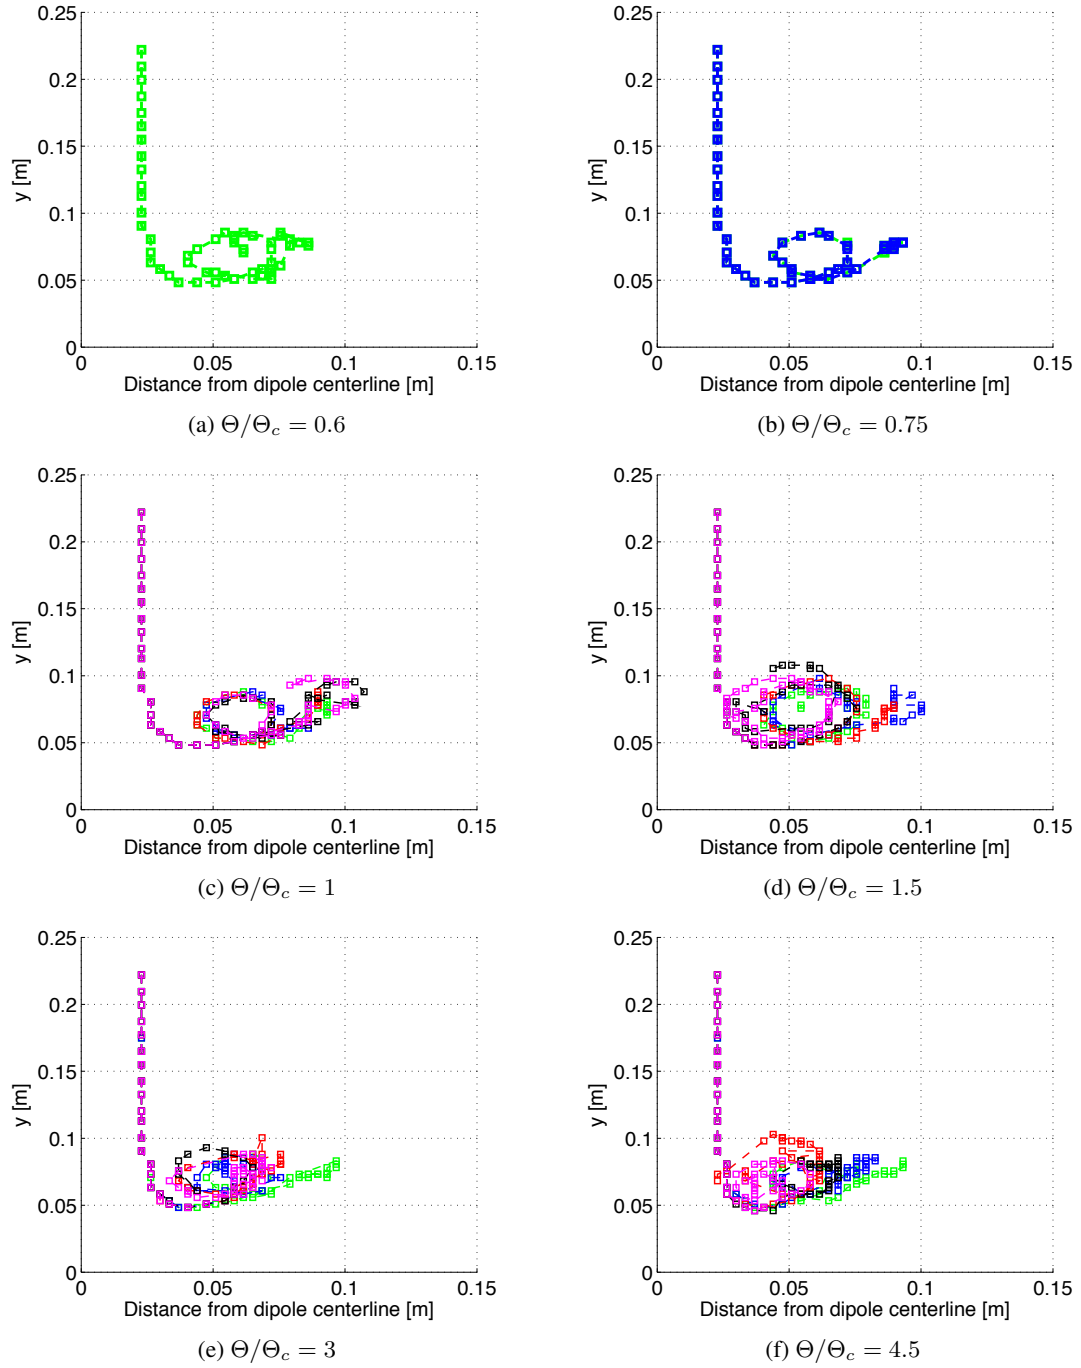 0.25
0.2
0.15
0.1
0.05
0
0 0.05 0.1 0.15
y [m]
Distance from dipole centerline [m]
(a) Θ/Θc = 0.6
0.25
0.2
0.15
0.1
0.05
0
0 0.05 0.1 0.15
y [m]
Distance from dipole centerline [m]
(b) Θ/Θc = 0.75
0.25
0.2
0.15
0.1
0.05
0
0 0.05 0.1 0.15
y [m]
Distance from dipole centerline [m]
(c) Θ/Θc = 1
0.25
0.2
0.15
0.1
0.05
0
0 0.05 0.1 0.15
y [m]
Distance from dipole centerline [m]
(d) Θ/Θc = 1.5
0.25
0.2
0.15
0.1
0.05
0
0 0.05 0.1 0.15
y [m]
Distance from dipole centerline [m]
(e) Θ/Θc = 3
0.25
0.2
0.15
0.1
0.05
0
0 0.05 0.1 0.15
y [m]
Distance from dipole centerline [m]
(f) Θ/Θc = 4.5